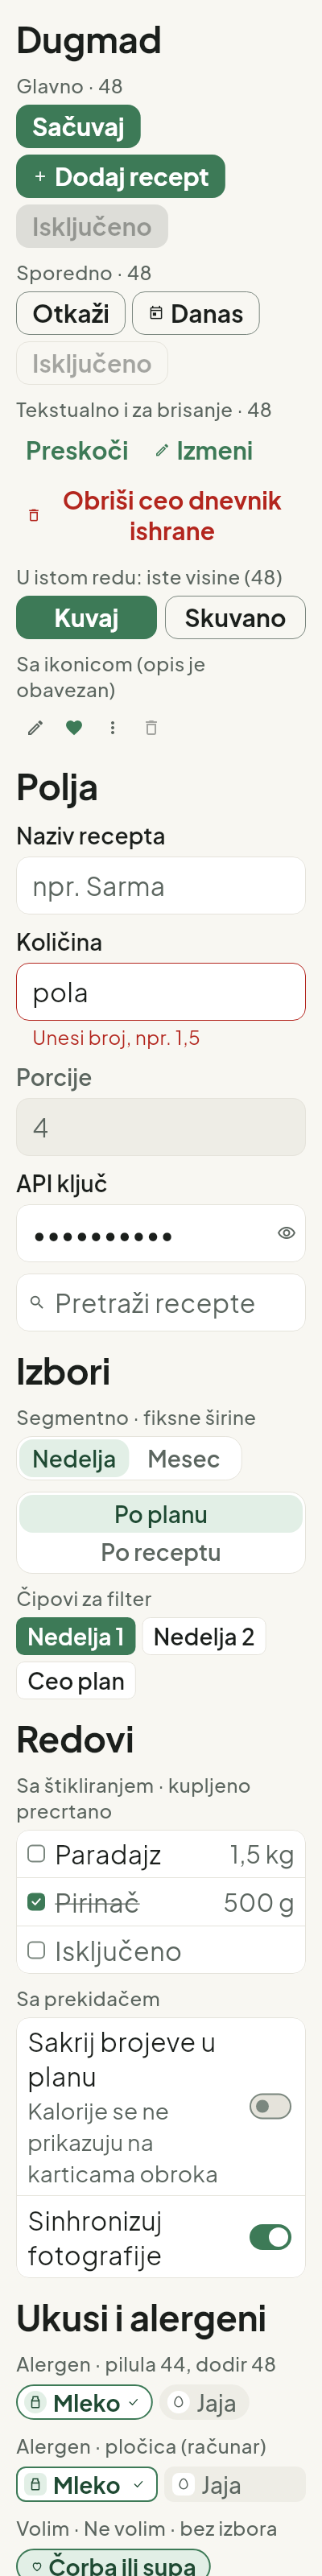 Dugmad
Glavno · 48
Sačuvaj
+ Dodaj recept
Isključeno
Sporedno · 48
Otkaži
Danas
Isključeno
Tekstualno i za brisanje · 48
Preskoči
Izmeni
Obriši ceo dnevnik
ishrane
U istom redu: iste visine (48)
Kuvaj
Skuvano
Sa ikonicom (opis je
obavezan)
Polja
Naziv recepta
npr. Sarma
Količina
pola
Unesi broj, npr. 1,5
Porcije
4
API ključ
••••••••••
Pretraži recepte
Izbori
Segmentno · fiksne širine
Nedelja
Mesec
Po planu
Po receptu
Čipovi za filter
Nedelja 1
Nedelja 2
Ceo plan
Redovi
Sa štikliranjem · kupljeno
precrtano
Paradajz 1,5 kg
Pirinač 500 g
Isključeno
Sa prekidačem
Sakrij brojeve u
planu
Kalorije se ne
prikazuju na
karticama obroka
Sinhronizuj
fotografije
Ukusi i alergeni
Alergen · pilula 44, dodir 48
Mleko
Jaja
Alergen · pločica (računar)
Mleko
Jaja
Volim · Ne volim · bez izbora
Čorba ili supa